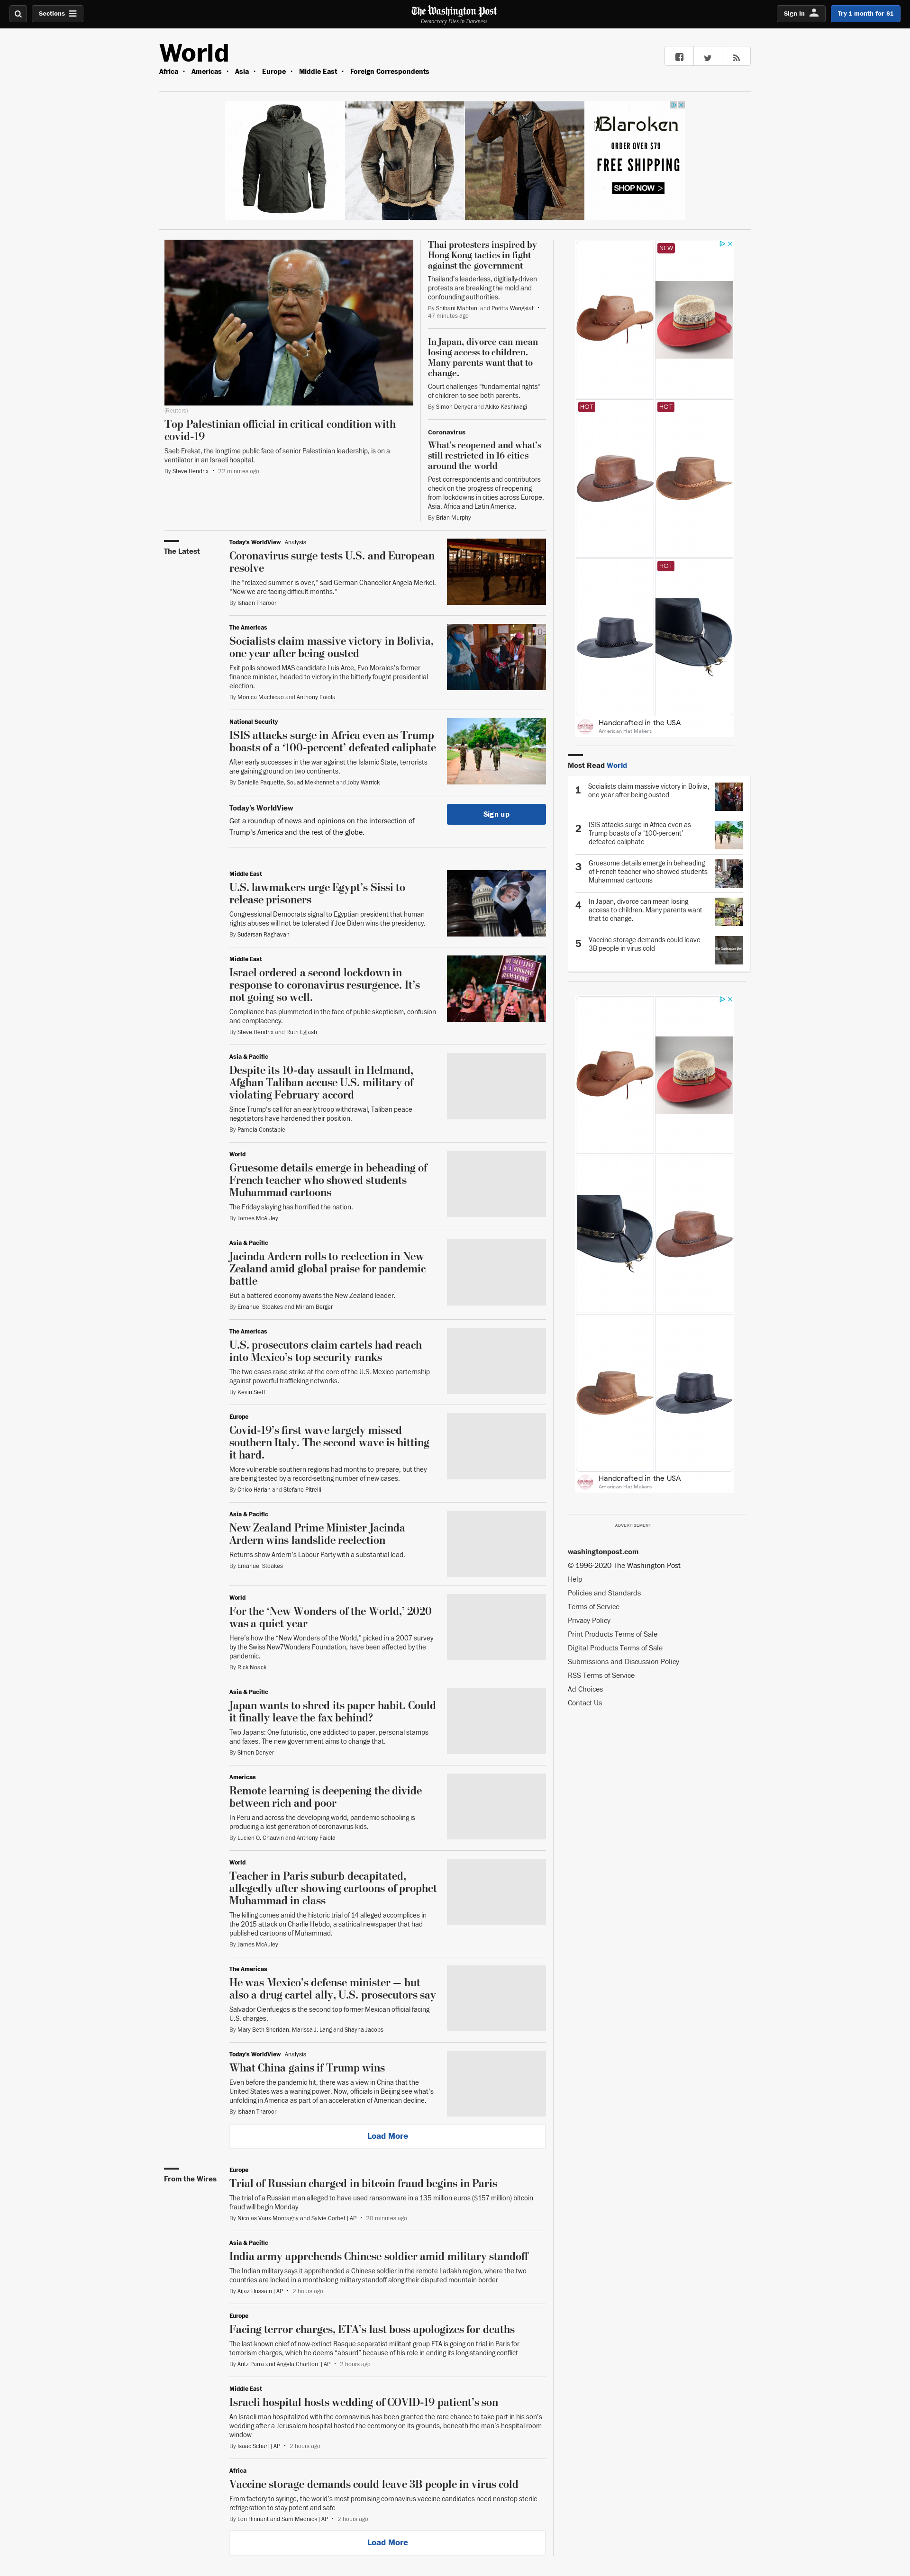 Sections
The Washington Post
Democracy Dies in Darkness
Sign In
Try 1 month for $1
World
Africa • Americas • Asia • Europe • Middle East • Foreign Correspondents
Blaroken
ORDER OVER $79
FREE SHIPPING
SHOP NOW >
(Reuters)
Top Palestinian official in critical condition with
covid-19
Saeb Erekat, the longtime public face of senior Palestinian leadership, is on a
ventilator in an Israeli hospital.
By Steve Hendrix • 22 minutes ago
Thai protesters inspired by
Hong Kong tactics in fight
against the government
Thailand's leaderless, digitially-driven
protests are breaking the mold and
confounding authorities.
By Shibani Mahtani and Paritta Wangkiat •
47 minutes ago
In Japan, divorce can mean
losing access to children.
Many parents want that to
change.
Court challenges “fundamental rights”
of children to see both parents.
By Simon Denyer and Akiko Kashiwagi
Coronavirus
What's reopened and what's
still restricted in 16 cities
around the world
Post correspondents and contributors
check on the progress of reopening
from lockdowns in cities across Europe,
Asia, Africa and Latin America.
By Brian Murphy
The Latest
Today's WorldView Analysis
Coronavirus surge tests U.S. and European
resolve
The "relaxed summer is over," said German Chancellor Angela Merkel.
"Now we are facing difficult months."
By Ishaan Tharoor
The Americas
Socialists claim massive victory in Bolivia,
one year after being ousted
Exit polls showed MAS candidate Luis Arce, Evo Morales's former
finance minister, headed to victory in the bitterly fought presidential
election.
By Monica Machicao and Anthony Faiola
National Security
ISIS attacks surge in Africa even as Trump
boasts of a ‘100-percent’ defeated caliphate
After early successes in the war against the Islamic State, terrorists
are gaining ground on two continents.
By Danielle Paquette, Souad Mekhennet and Joby Warrick
Today's WorldView
Get a roundup of news and opinions on the intersection of
Trump's America and the rest of the globe.
Sign up
Middle East
U.S. lawmakers urge Egypt's Sissi to
release prisoners
Congressional Democrats signal to Egyptian president that human
rights abuses will not be tolerated if Joe Biden wins the presidency.
By Sudarsan Raghavan
Middle East
Israel ordered a second lockdown in
response to coronavirus resurgence. It's
not going so well.
Compliance has plummeted in the face of public skepticism, confusion
and complacency.
By Steve Hendrix and Ruth Eglash
Asia & Pacific
Despite its 10-day assault in Helmand,
Afghan Taliban accuse U.S. military of
violating February accord
Since Trump's call for an early troop withdrawal, Taliban peace
negotiators have hardened their position.
By Pamela Constable
World
Gruesome details emerge in beheading of
French teacher who showed students
Muhammad cartoons
The Friday slaying has horrified the nation.
By James McAuley
Asia & Pacific
Jacinda Ardern rolls to reelection in New
Zealand amid global praise for pandemic
battle
But a battered economy awaits the New Zealand leader.
By Emanuel Stoakes and Miriam Berger
The Americas
U.S. prosecutors claim cartels had reach
into Mexico's top security ranks
The two cases raise strike at the core of the U.S.-Mexico parternship
against powerful trafficking networks.
By Kevin Sieff
Europe
Covid-19's first wave largely missed
southern Italy. The second wave is hitting
it hard.
More vulnerable southern regions had months to prepare, but they
are being tested by a record-setting number of new cases.
By Chico Harlan and Stefano Pitrelli
Asia & Pacific
New Zealand Prime Minister Jacinda
Ardern wins landslide reelection
Returns show Ardern's Labour Party with a substantial lead.
By Emanuel Stoakes
World
For the ‘New Wonders of the World,’ 2020
was a quiet year
Here's how the “New Wonders of the World,” picked in a 2007 survey
by the Swiss New7Wonders Foundation, have been affected by the
pandemic.
By Rick Noack
Asia & Pacific
Japan wants to shred its paper habit. Could
it finally leave the fax behind?
Two Japans: One futuristic, one addicted to paper, personal stamps
and faxes. The new government aims to change that.
By Simon Denyer
Americas
Remote learning is deepening the divide
between rich and poor
In Peru and across the developing world, pandemic schooling is
producing a lost generation of coronavirus kids.
By Lucien O. Chauvin and Anthony Faiola
World
Teacher in Paris suburb decapitated,
allegedly after showing cartoons of prophet
Muhammad in class
The killing comes amid the historic trial of 14 alleged accomplices in
the 2015 attack on Charlie Hebdo, a satirical newspaper that had
published cartoons of Muhammad.
By James McAuley
The Americas
He was Mexico's defense minister — but
also a drug cartel ally, U.S. prosecutors say
Salvador Cienfuegos is the second top former Mexican official facing
U.S. charges.
By Mary Beth Sheridan, Marissa J. Lang and Shayna Jacobs
Today's WorldView Analysis
What China gains if Trump wins
Even before the pandemic hit, there was a view in China that the
United States was a waning power. Now, officials in Beijing see what's
unfolding in America as part of an acceleration of American decline.
By Ishaan Tharoor
Load More
From the Wires
Europe
Trial of Russian charged in bitcoin fraud begins in Paris
The trial of a Russian man alleged to have used ransomware in a 135 million euros ($157 million) bitcoin
fraud will begin Monday
By Nicolas Vaux-Montagny and Sylvie Corbet | AP • 20 minutes ago
Asia & Pacific
India army apprehends Chinese soldier amid military standoff
The Indian military says it apprehended a Chinese soldier in the remote Ladakh region, where the two
countries are locked in a monthslong military standoff along their disputed mountain border
By Aijaz Hussain | AP • 2 hours ago
Europe
Facing terror charges, ETA's last boss apologizes for deaths
The last-known chief of now-extinct Basque separatist militant group ETA is going on trial in Paris for
terrorism charges, which he deems “absurd” because of his role in ending its long-standing conflict
By Aritz Parra and Angela Charlton | AP • 2 hours ago
Middle East
Israeli hospital hosts wedding of COVID-19 patient's son
An Israeli man hospitalized with the coronavirus has been granted the rare chance to take part in his son's
wedding after a Jerusalem hospital hosted the ceremony on its grounds, beneath the man's hospital room
window
By Isaac Scharf | AP • 2 hours ago
Africa
Vaccine storage demands could leave 3B people in virus cold
From factory to syringe, the world's most promising coronavirus vaccine candidates need nonstop sterile
refrigeration to stay potent and safe
By Lori Hinnant and Sam Mednick | AP • 2 hours ago
Load More
NEW
HOT
HOT
HOT
Handcrafted in the USA
American Hat Makers
Most Read World
1 Socialists claim massive victory in Bolivia,
one year after being ousted
2 ISIS attacks surge in Africa even as
Trump boasts of a ‘100-percent’
defeated caliphate
3 Gruesome details emerge in beheading
of French teacher who showed students
Muhammad cartoons
4 In Japan, divorce can mean losing
access to children. Many parents want
that to change.
5 Vaccine storage demands could leave
3B people in virus cold
Handcrafted in the USA
American Hat Makers
ADVERTISEMENT
washingtonpost.com
© 1996-2020 The Washington Post
Help
Policies and Standards
Terms of Service
Privacy Policy
Print Products Terms of Sale
Digital Products Terms of Sale
Submissions and Discussion Policy
RSS Terms of Service
Ad Choices
Contact Us